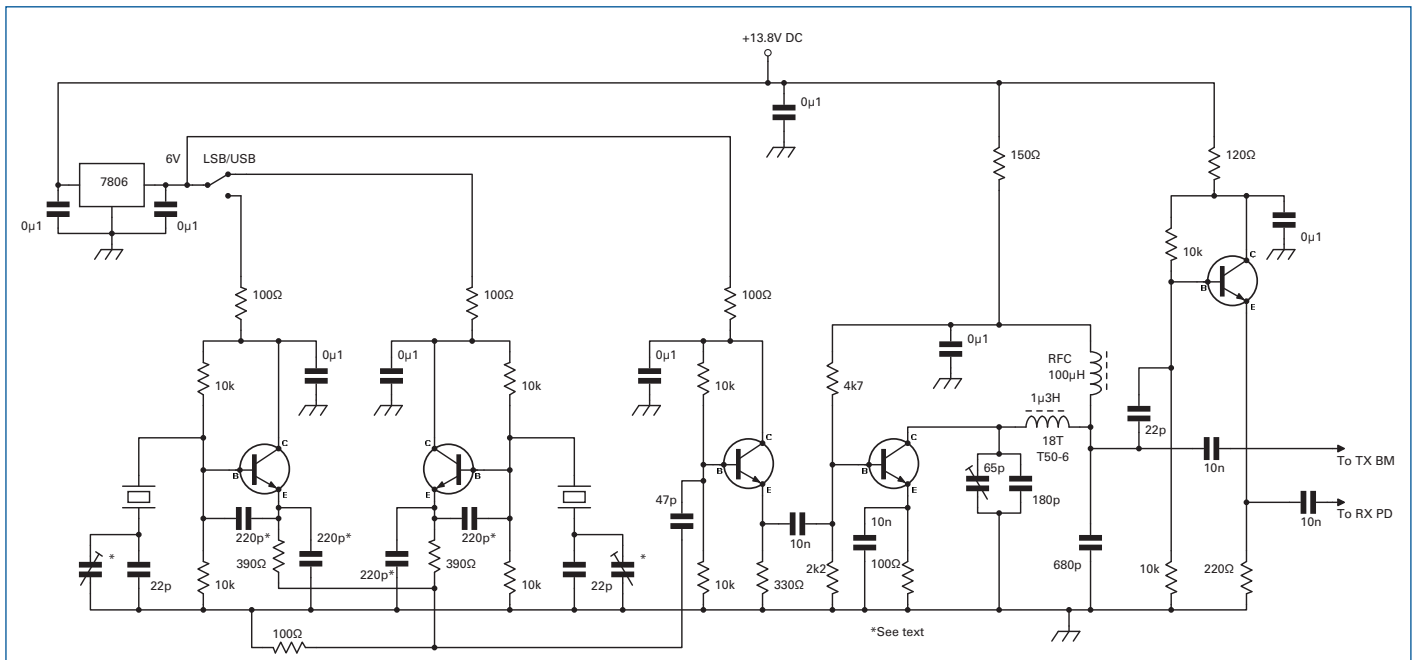 +13.8V DC
0µ1
150Ω
120Ω
6V
LSB/USB
7806
0µ1
0µ1
0µ1
10k
C
B
E
100Ω
100Ω
100Ω
0µ1
0µ1
0µ1
0µ1
RFC
100µH
10k
10k
10k
4k7
1µ3H
18T
T50-6
22p
C
B
E
C
B
E
C
B
E
C
B
E
65p
180p
10n
To TX BM
47p
10n
To RX PD
220p*
220p*
220p*
220p*
10n
10n
*
22p
390Ω
390Ω
22p
*
100Ω
680p
10k
10k
10k
330Ω
2k2
10k
220Ω
100Ω
*See text